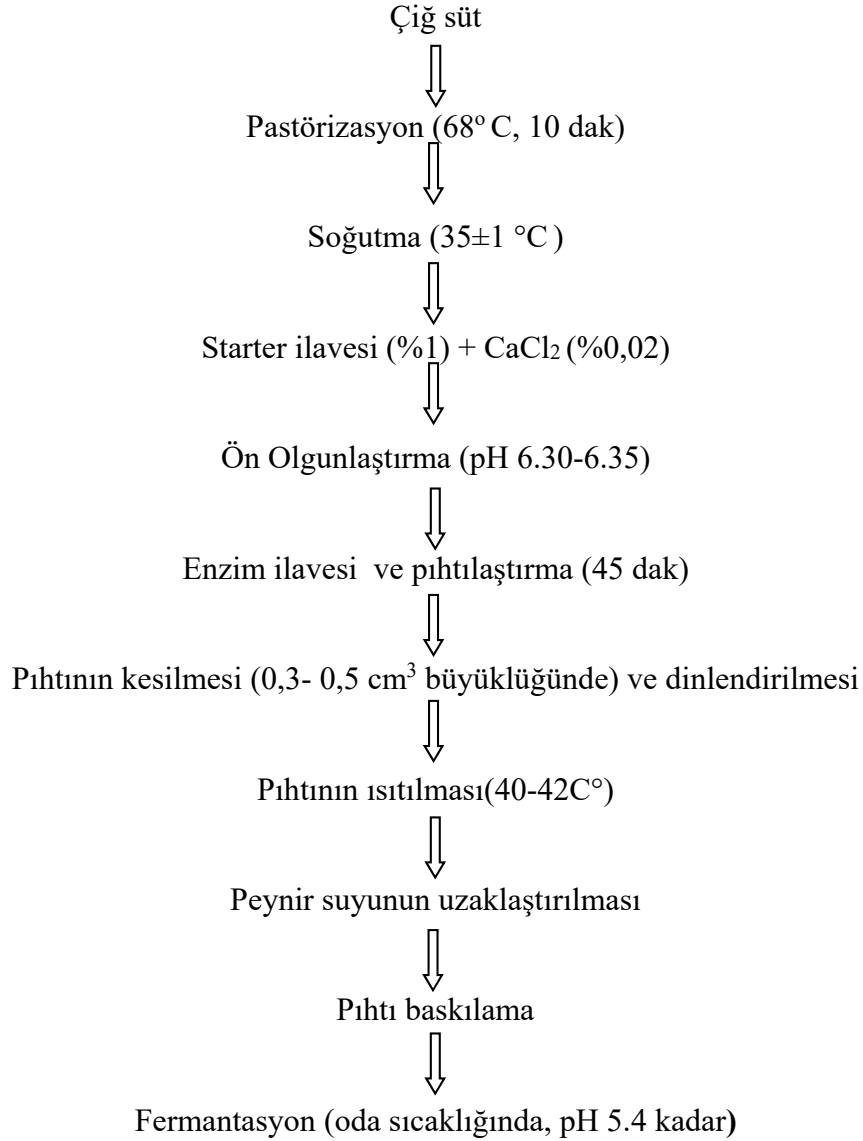 Çiğ süt
Pastörizasyon (68º C, 10 dak)
Soğutma (35±1 °C )
Starter ilavesi (%1) + CaCl₂ (%0,02)
Ön Olgunlaştırma (pH 6.30-6.35)
Enzim ilavesi ve pıhtılaştırma (45 dak)
Pıhtının kesilmesi (0,3- 0,5 cm³ büyüklüğünde) ve dinlendirilmesi
Pıhtının ısıtılması(40-42C°)
Peynir suyunun uzaklaştırılması
Pıhtı baskılama
Fermantasyon (oda sıcaklığında, pH 5.4 kadar)